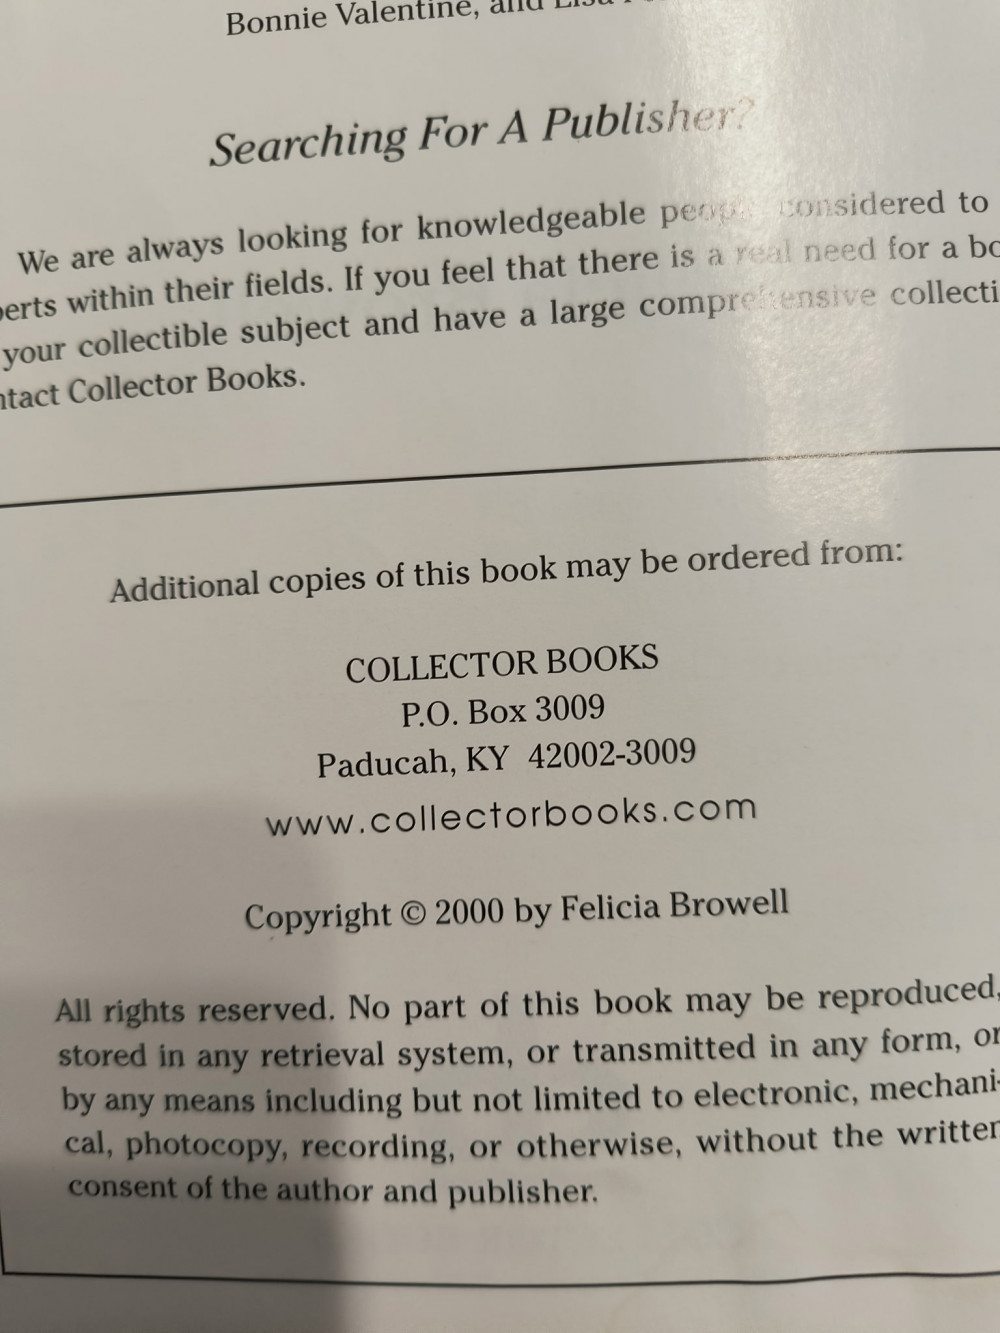 Bonnie Valentine, and
Searching For A Publisher?
We are always looking for knowledgeable people considered to
within their fields. If you feel that there is a real need for a
your collectible subject and have a large comprehensive
Collector Books.
Additional copies of this book may be ordered from:
COLLECTOR BOOKS
P.O. Box 3009
Paducah, KY 42002-3009
www.collectorbooks.com
Copyright © 2000 by Felicia Browell
All rights reserved. No part of this book may be reproduced,
stored in any retrieval system, or transmitted in any form, or
by any means including but not limited to electronic, mechani-
cal, photocopy, recording, or otherwise, without the written
consent of the author and publisher.